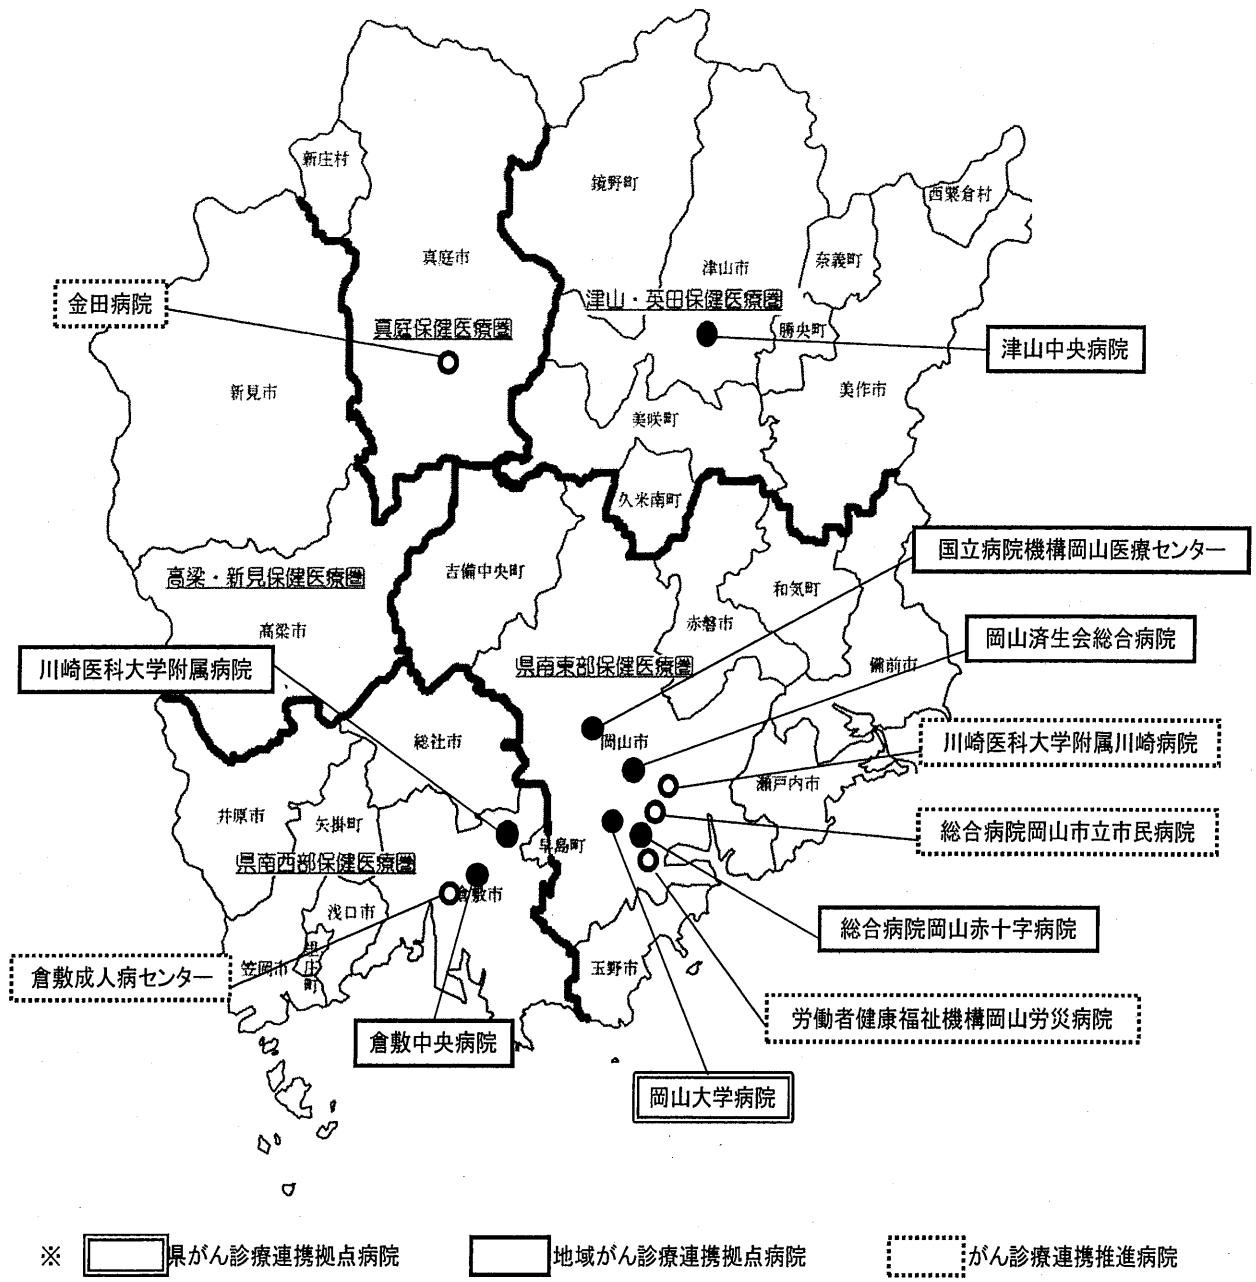 新庄村
鏡野町
西粟倉村
真庭市
津山市
奈義町
金田病院
津山・英田保健医療圏
真庭保健医療圏
勝央町
津山中央病院
新見市
美作市
美咲町
久米南町
国立病院機構岡山医療センター
吉備中央町
高梁・新見保健医療圏
和気町
赤磐市
高梁市
岡山済生会総合病院
川崎医科大学附属病院
県南東部保健医療圏
備前市
総社市
岡山市
川崎医科大学附属川崎病院
瀬戸内市
井原市
矢掛町
総合病院岡山市立市民病院
早島町
県南西部保健医療圏
倉敷市
浅口市
総合病院岡山赤十字病院
里庄町
笠岡市
玉野市
倉敷成人病センター
労働者健康福祉機構岡山労災病院
倉敷中央病院
岡山大学病院
※ 県がん診療連携拠点病院 地域がん診療連携拠点病院 がん診療連携推進病院